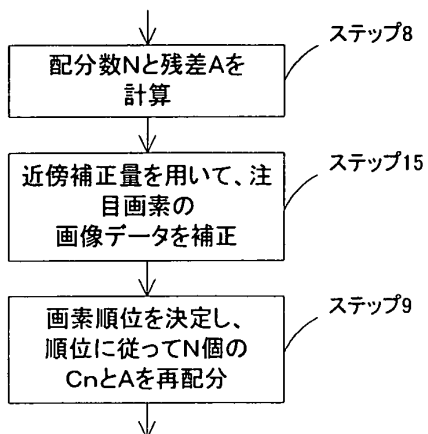 ステップ8
配分数Nと残差Aを
計算
ステップ15
近傍補正量を用いて、注
目画素の
画像データを補正
ステップ9
画素順位を決定し、
順位に従ってN個の
CnとAを再配分